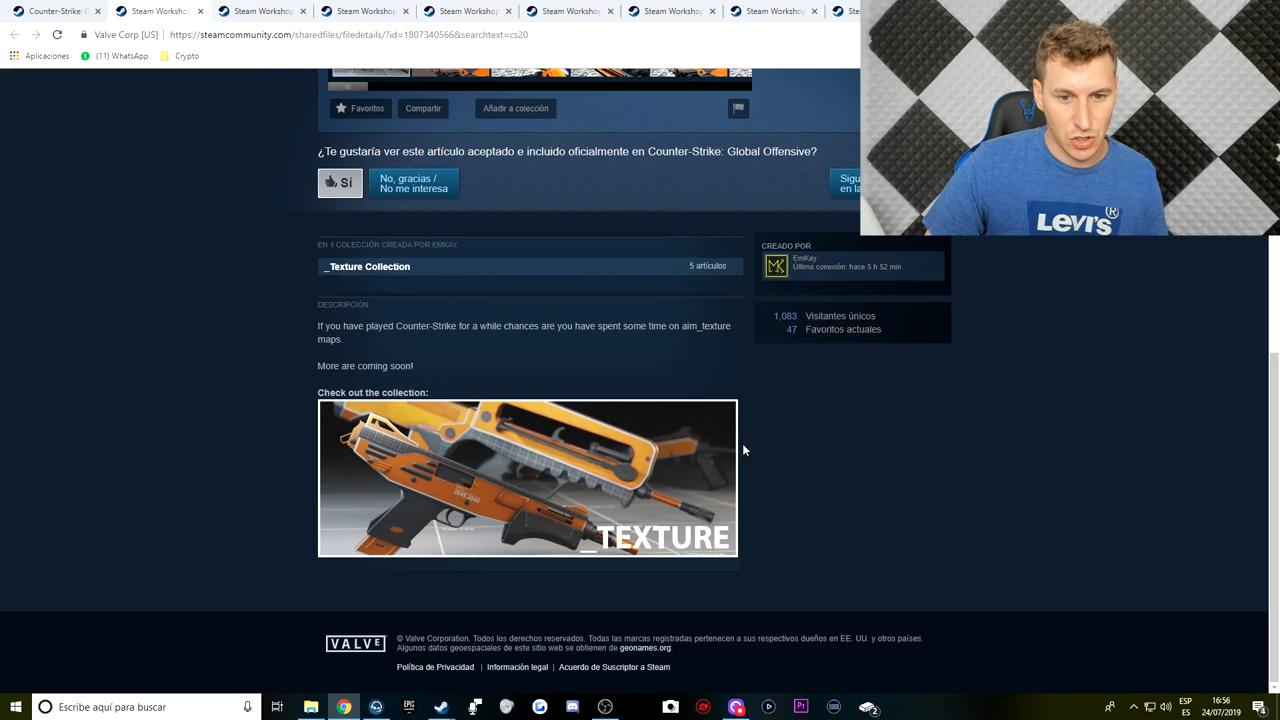 Counter-Strike: G
Steam Workshop
Steam Workshop
Steam Workshop
Steam Workshop
Steam Workshop
Steam Workshop
Steam Workshop
Valve Corp [US] | https://steamcommunity.com/sharedfiles/filedetails/?id=1807340566&searchtext=cs20
Aplicaciones (11) WhatsApp Crypto
Favoritos Compartir Añadir a colección
¿Te gustaría ver este artículo aceptado e incluido oficialmente en Counter-Strike: Global Offensive?
Sí
No, gracias /
No me interesa
Sigu
en la
LEVI'S®
EN 1 COLECCIÓN CREADA POR EMKAY
_Texture Collection 5 artículos
CREADO POR
MK
EmKay
Última conexión: hace 5 h 52 min
1,083 Visitantes únicos
47 Favoritos actuales
DESCRIPCIÓN
If you have played Counter-Strike for a while chances are you have spent some time on aim_texture
maps.
More are coming soon!
Check out the collection:
_TEXTURE
VALVE
© Valve Corporation. Todos los derechos reservados. Todas las marcas registradas pertenecen a sus respectivos dueños en EE. UU. y otros países.
Algunos datos geoespaciales de este sitio web se obtienen de geonames.org.
Política de Privacidad | Información legal | Acuerdo de Suscriptor a Steam
Escribe aquí para buscar
EPIC
Pr
2
ESP
ES
16:56
24/07/2019
4